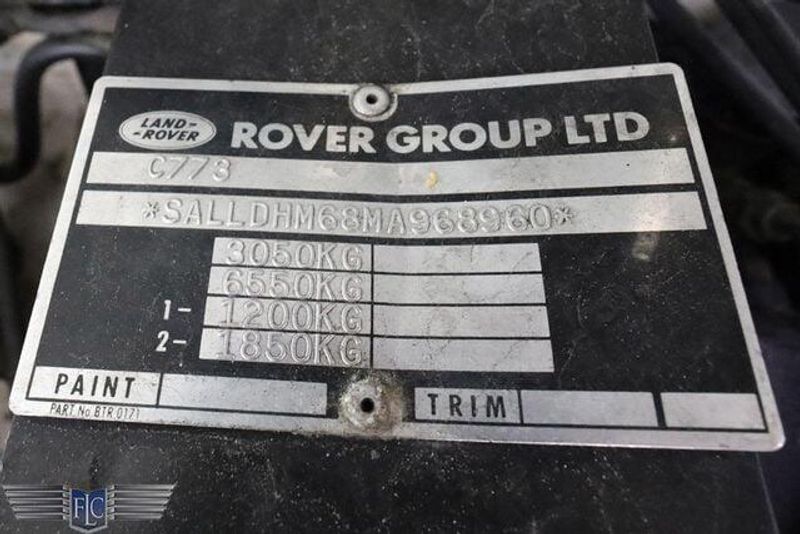 LAND-
-ROVER
ROVER GROUP LTD
C773
*SALLDHM68MA968960*
3050KG
6550KG
1- 1200KG
2- 1850KG
PAINT
TRIM
PART No BTR 0171
FLC